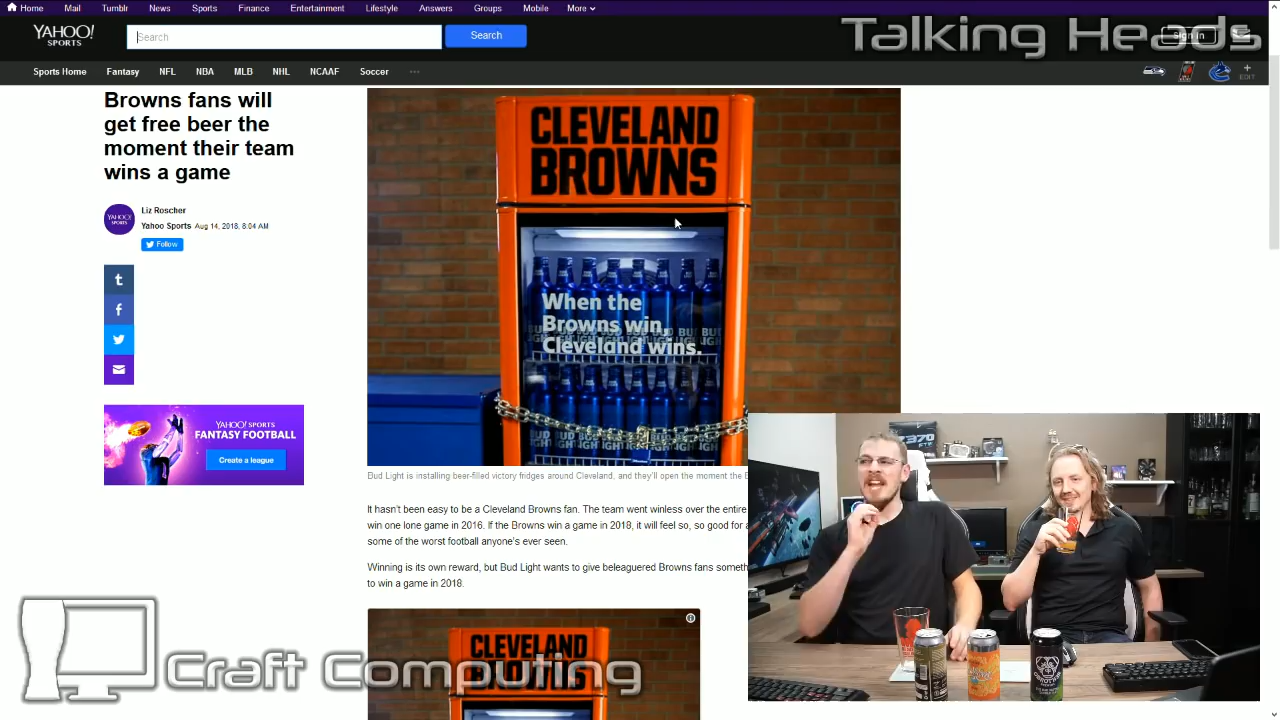 Home Mail Tumblr News Sports Finance Entertainment Lifestyle Answers Groups Mobile More
YAHOO!
SPORTS
Search
Search
Talking Heads
Sign in
Sports Home Fantasy NFL NBA MLB NHL NCAAF Soccer
EDIT
Browns fans will
get free beer the
moment their team
wins a game
Liz Roscher
Yahoo Sports Aug 14, 2018, 8:04 AM
Follow
YAHOO! SPORTS
FANTASY FOOTBALL
Create a league
CLEVELAND
BROWNS
When the
Browns win,
Cleveland wins.
Bud Light is installing beer-filled victory fridges around Cleveland, and they'll open the moment the
It hasn't been easy to be a Cleveland Browns fan. The team went winless over the entire
win one lone game in 2016. If the Browns win a game in 2018, it will feel so, so good for a
some of the worst football anyone's ever seen.
Winning is its own reward, but Bud Light wants to give beleaguered Browns fans
to win a game in 2018.
CLEVELAND
BROWNS
Z370
Craft Computing